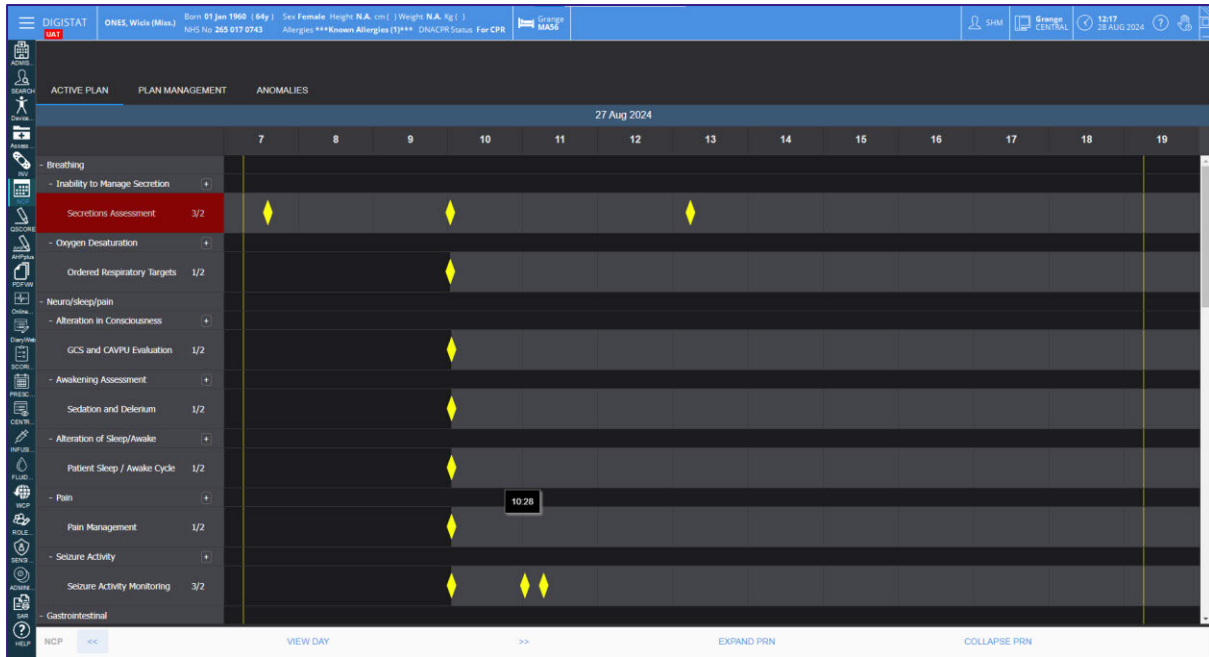 DIGISTAT
UAT
ONES, Wicis (Miss.)
Born 01 Jan 1960 ( 64y ) Sex Female Height N.A. cm ( ) Weight N.A. Kg ( )
NHS No 265 017 0743 Allergies ***Known Allergies (1)*** DNACPR Status For CPR
Grange
MA56
SHM
Grange
CENTRAL
12:17
28 AUG 2024
ADMIS...
SEARCH
Device...
Assess...
INV
NCP
QSCORE
AHPplus
PDFVW
Online...
DiaryWeb
SCORI...
PRESC...
CENTR...
INFUSI...
FLUID...
WCP
ROLE...
SENSI...
ADMINI...
SAR
HELP
ACTIVE PLAN PLAN MANAGEMENT ANOMALIES
27 Aug 2024
7 8 9 10 11 12 13 14 15 16 17 18 19
- Breathing
- Inability to Manage Secretion +
Secretions Assessment 3/2
- Oxygen Desaturation +
Ordered Respiratory Targets 1/2
- Neuro/sleep/pain
- Alteration in Consciousness +
GCS and CAVPU Evaluation 1/2
- Awakening Assessment +
Sedation and Delerium 1/2
- Alteration of Sleep/Awake +
Patient Sleep / Awake Cycle 1/2
- Pain +
10:28
Pain Management 1/2
- Seizure Activity +
Seizure Activity Monitoring 3/2
- Gastrointestinal
NCP << VIEW DAY >> EXPAND PRN COLLAPSE PRN